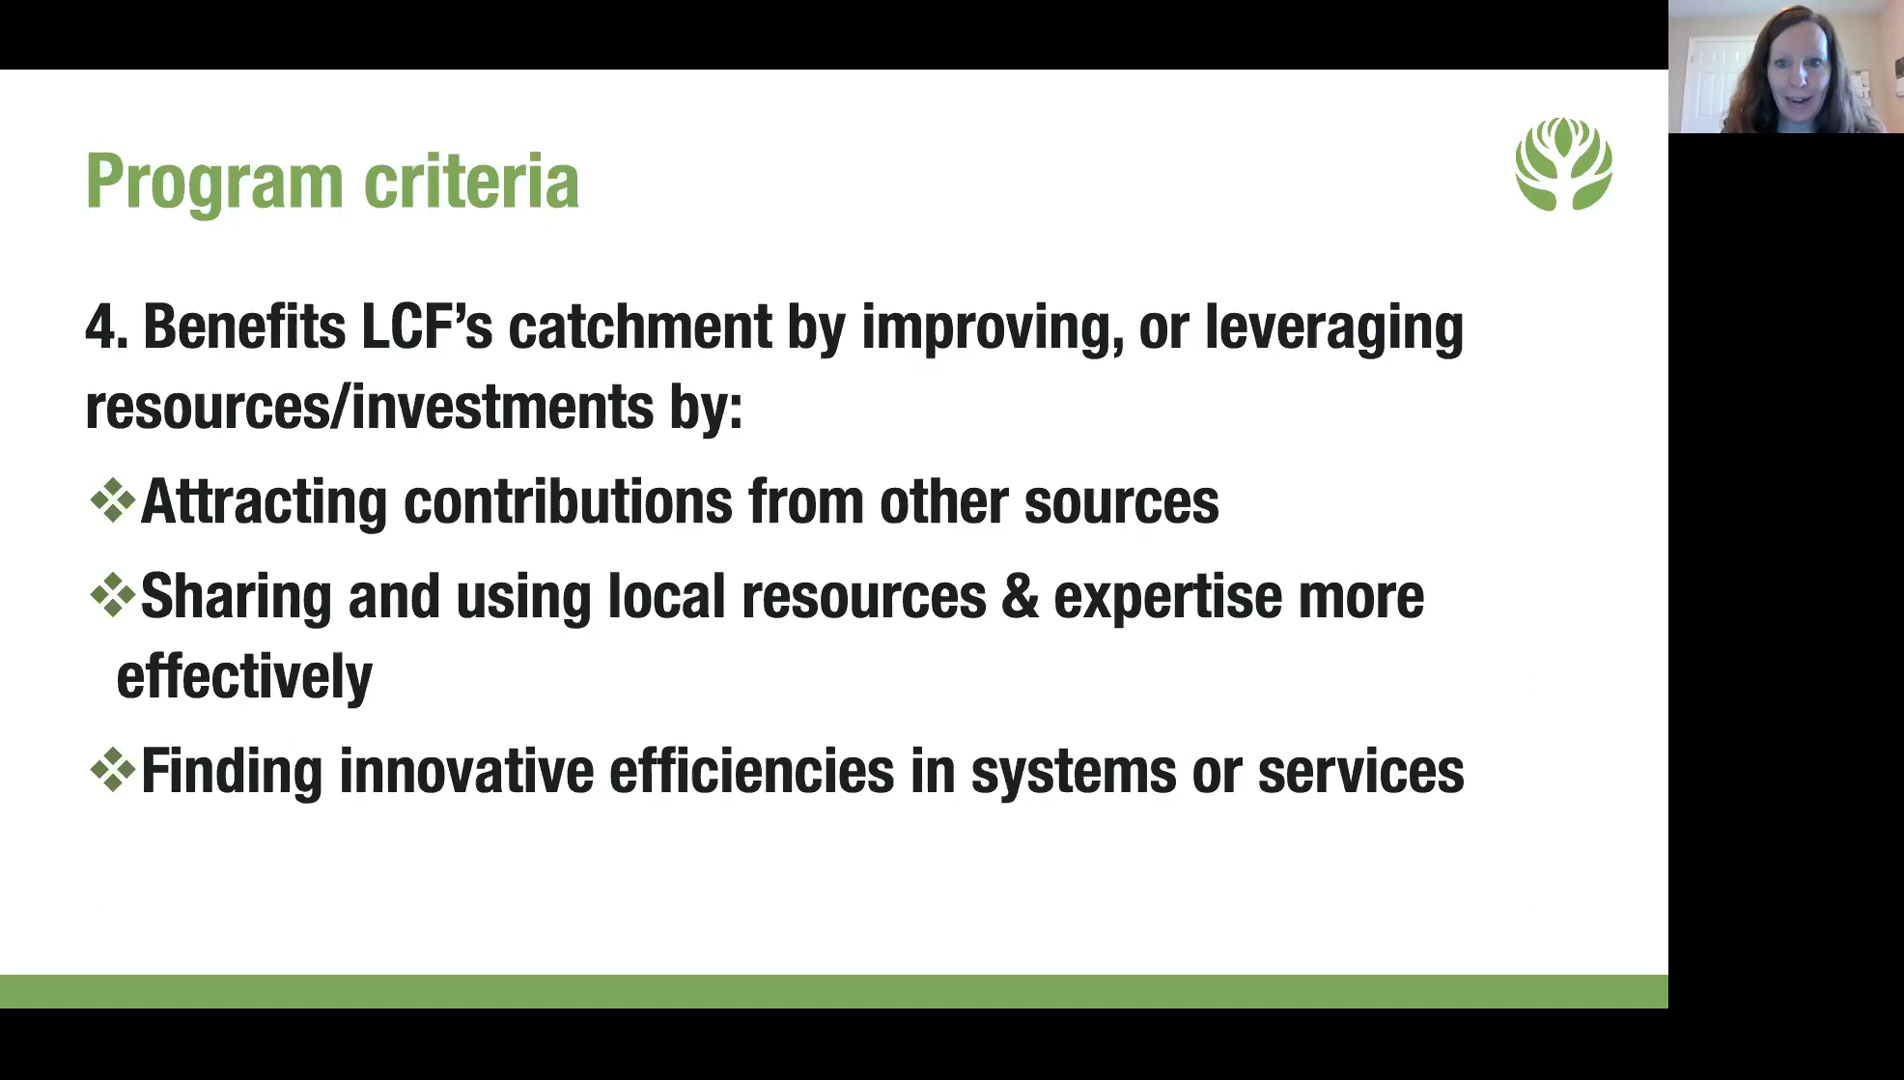 Program criteria
4. Benefits LCF’s catchment by improving, or leveraging
resources/investments by:
❖Attracting contributions from other sources
❖Sharing and using local resources & expertise more
effectively
❖Finding innovative efficiencies in systems or services